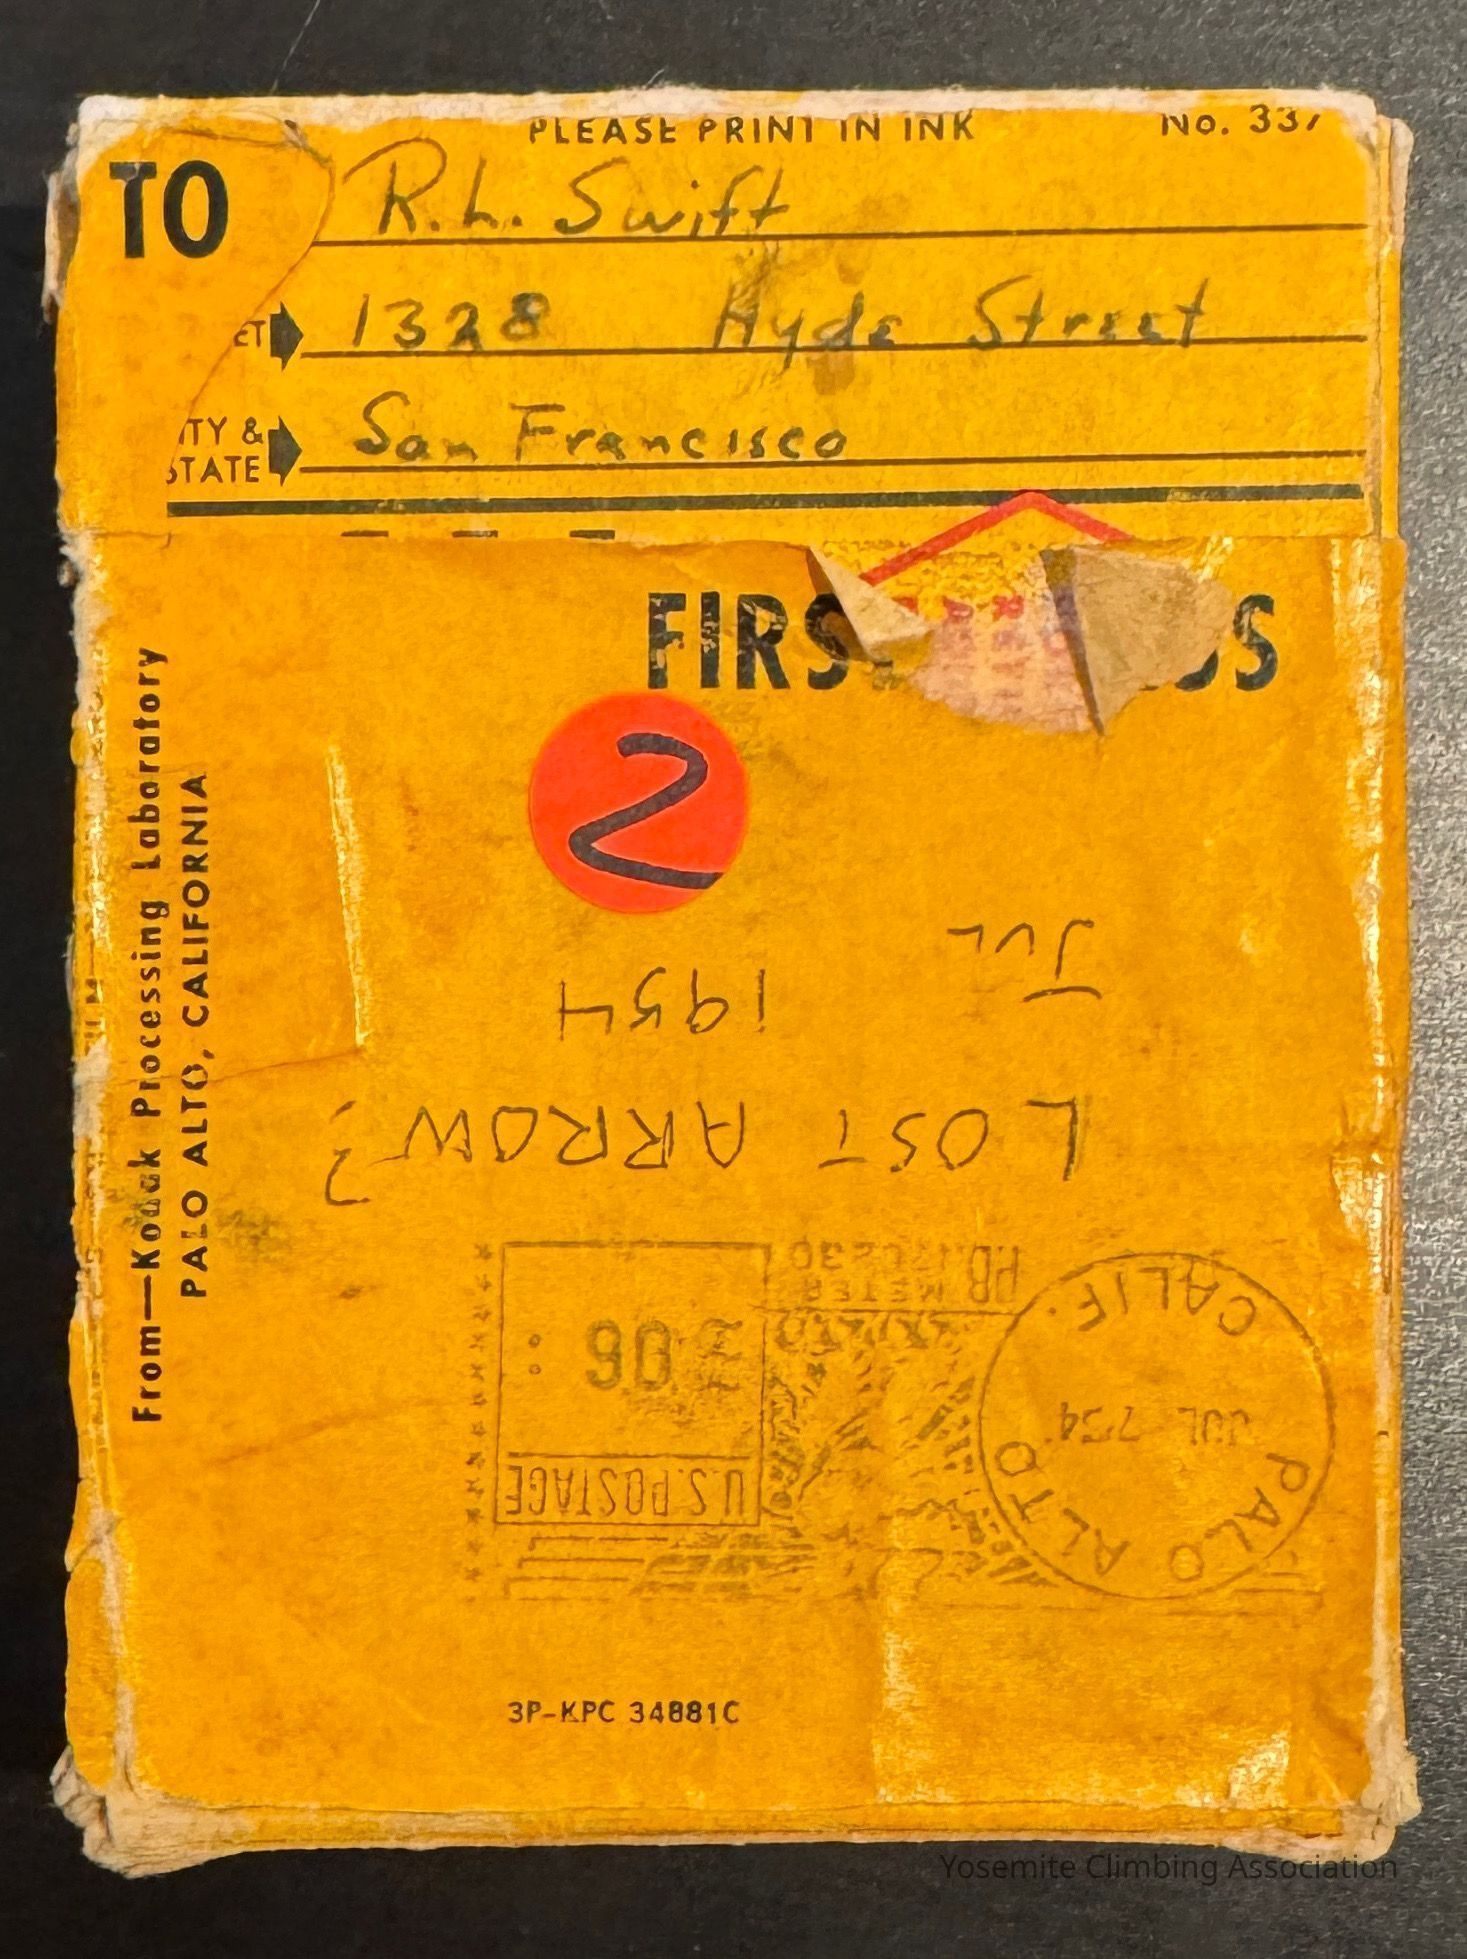 PLEASE PRINT IN INK
No. 337
TO
R.L. Swift
1328 Hyde Street
San Francisco
ITY &
STATE
2
From—Kodak Processing Laboratory
PALO ALTO, CALIFORNIA
JUL
1954
LOST ARROW?
PALO ALTO
CALIF.
JUL 7 '54
U.S. POSTAGE
06
PB METER
3P-KPC 34881C
Yosemite Climbing Association